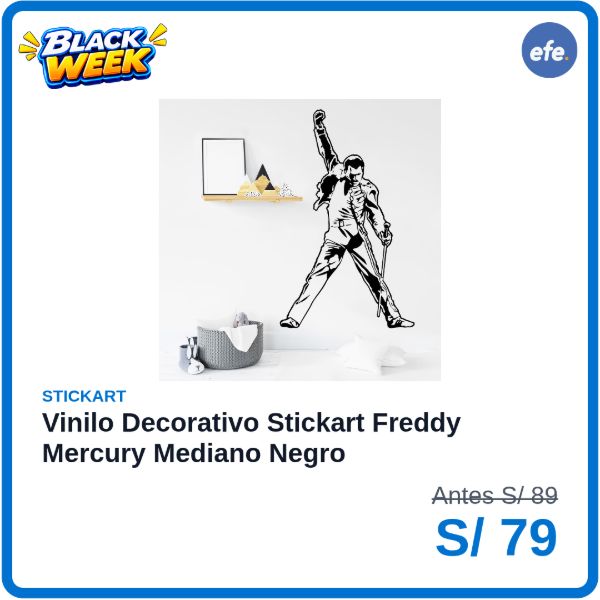 BLACK
WEEK
efe.
STICKART
Vinilo Decorativo Stickart Freddy
Mercury Mediano Negro
Antes S/ 89
S/ 79